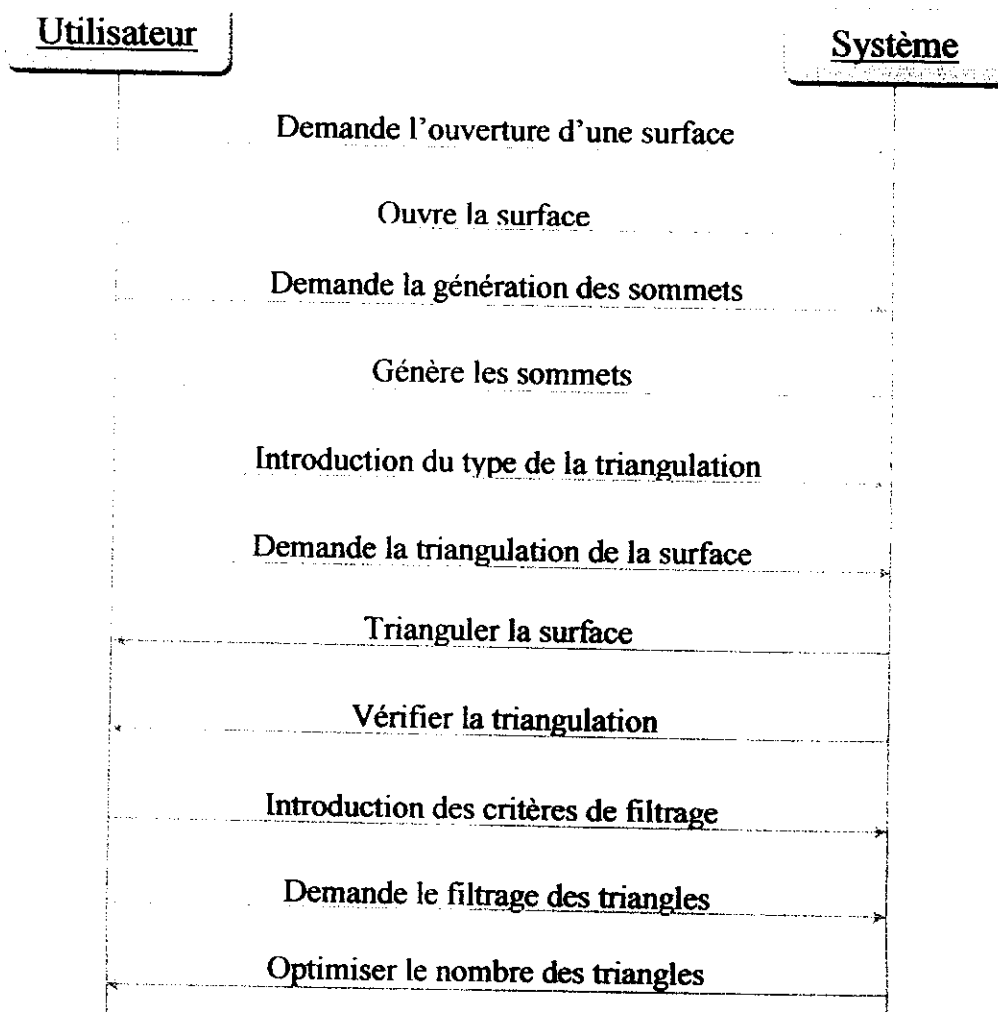 Utilisateur
Système
Demande l'ouverture d'une surface
Ouvre la surface
Demande la génération des sommets
Génère les sommets
Introduction du type de la triangulation
Demande la triangulation de la surface
Trianguler la surface
Vérifier la triangulation
Introduction des critères de filtrage
Demande le filtrage des triangles
Optimiser le nombre des triangles